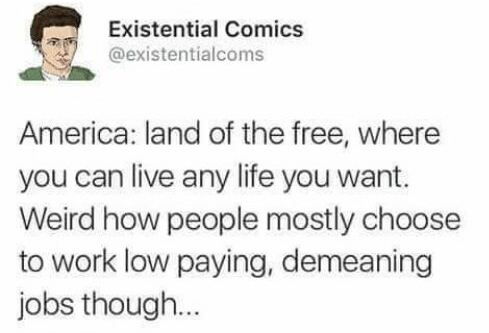 Existential Comics
@existentialcoms
America: land of the free, where
you can live any life you want.
Weird how people mostly choose
to work low paying, demeaning
jobs though...